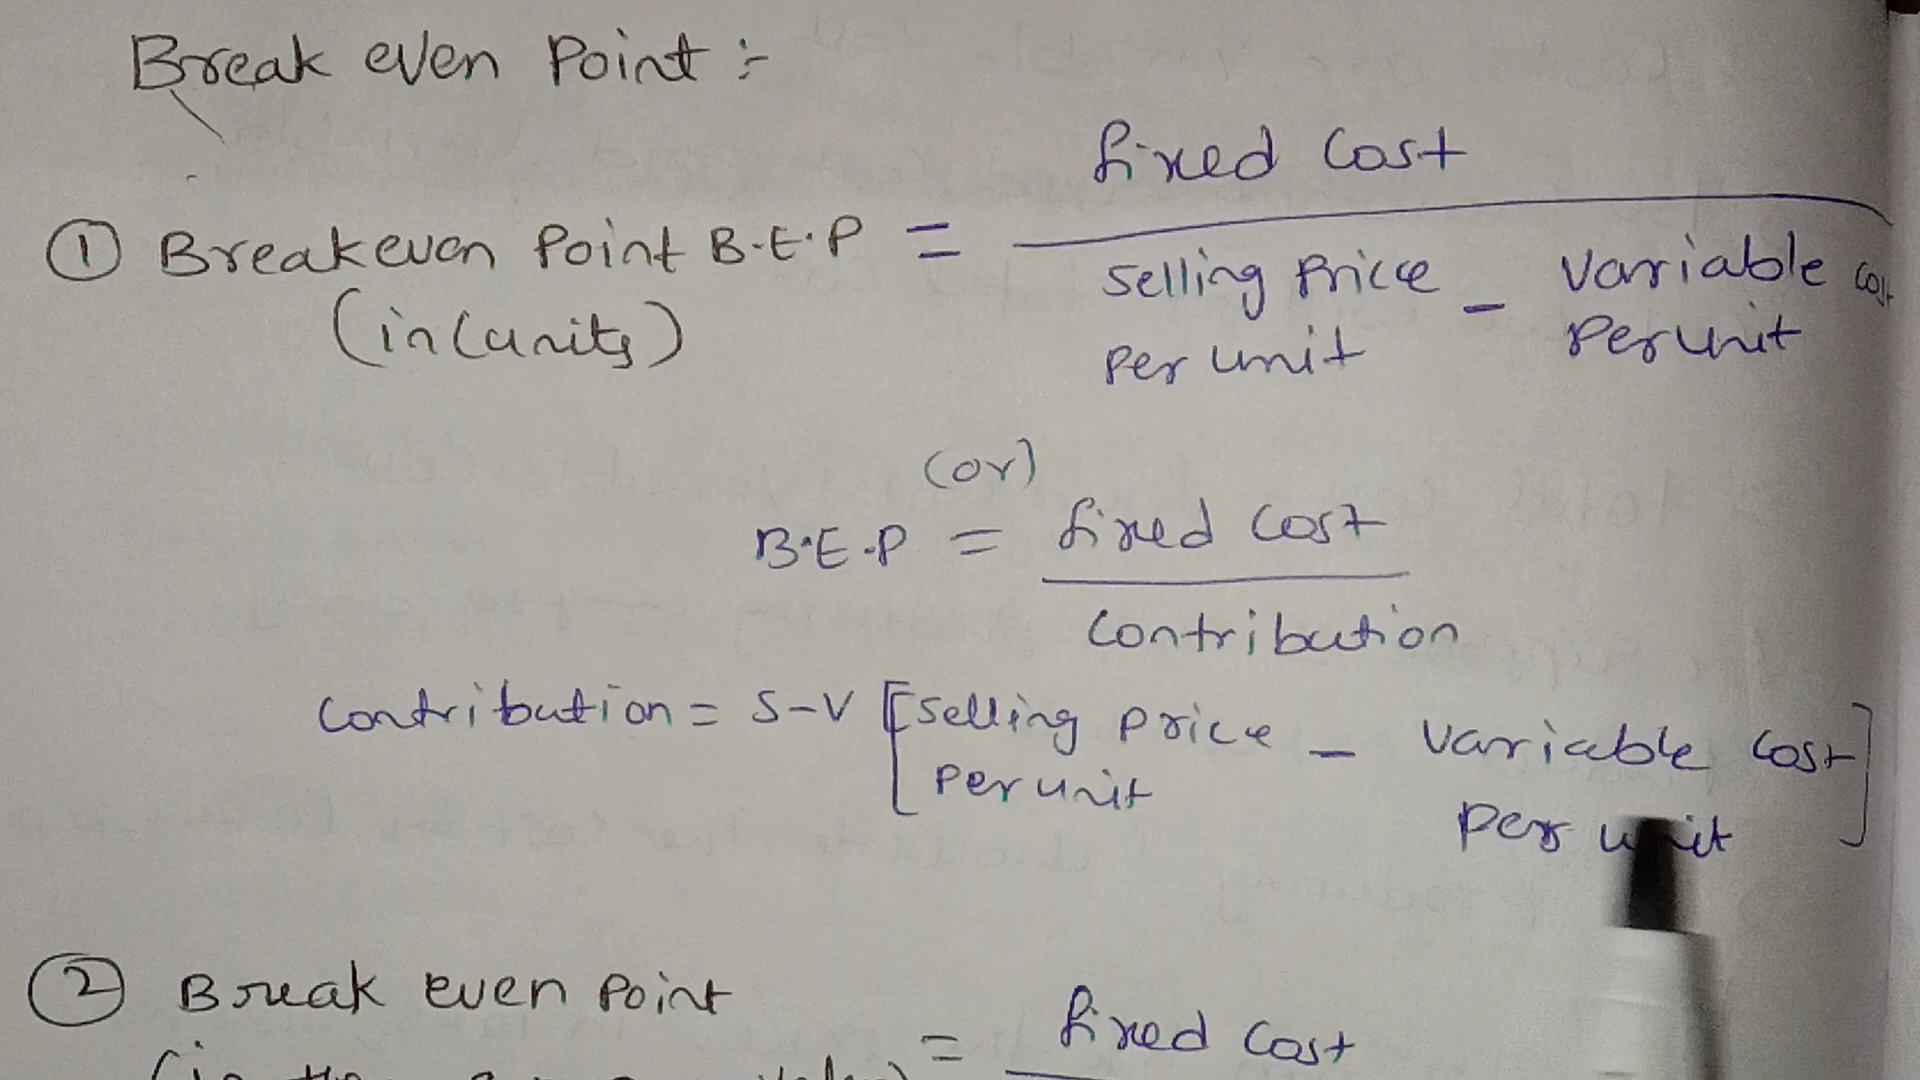 Break even Point :-
fixed cost
① Breakeven Point B.E.P =
selling price - variable cost
(in (units)
per unit per unit
(or)
B.E.P = fixed cost
contribution
contribution = S-V [selling price - variable cost]
per unit per unit
② Break even Point
= fixed cost
(in